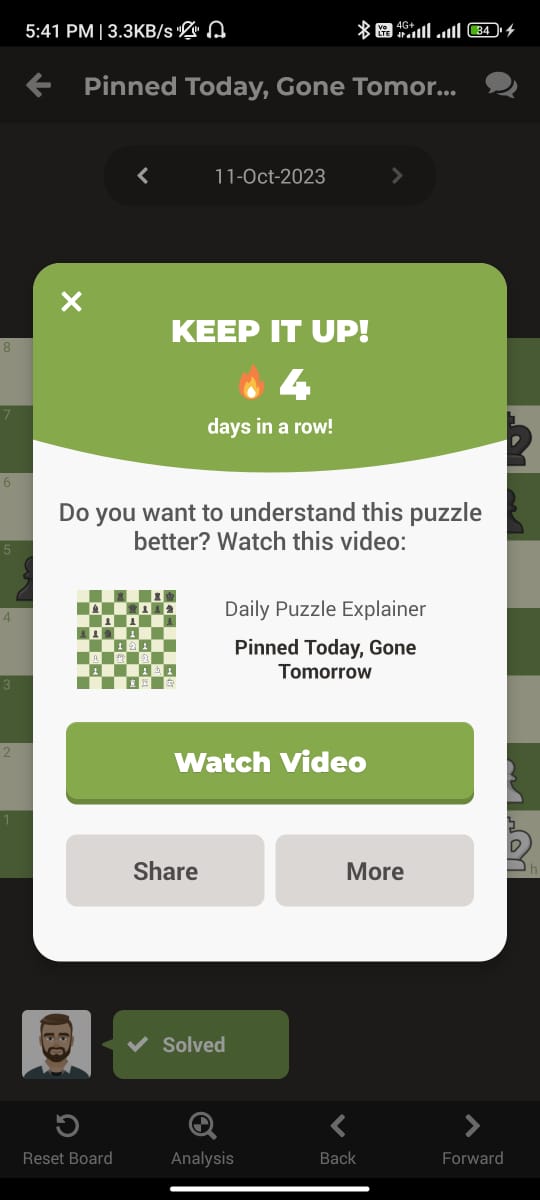 5:41 PM | 3.3KB/s
Vo
LTE
4G+
84
Pinned Today, Gone Tomor...
11-Oct-2023
KEEP IT UP!
4
days in a row!
Do you want to understand this puzzle
better? Watch this video:
Daily Puzzle Explainer
Pinned Today, Gone
Tomorrow
Watch Video
Share
More
8
7
6
5
4
3
2
1
h
Solved
Reset Board
Analysis
Back
Forward